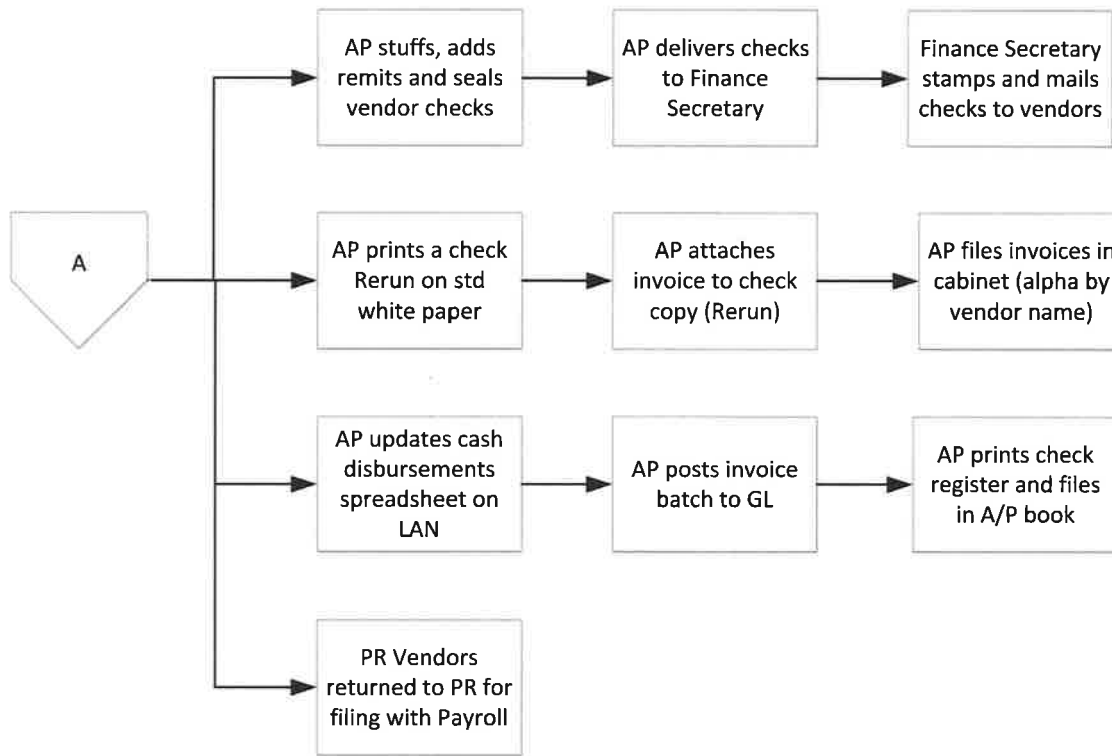 AP stuffs, adds
remits and seals
vendor checks
AP delivers checks
to Finance
Secretary
Finance Secretary
stamps and mails
checks to vendors
A
AP prints a check
Rerun on std
white paper
AP attaches
invoice to check
copy (Rerun)
AP files invoices in
cabinet (alpha by
vendor name)
AP updates cash
disbursements
spreadsheet on
LAN
AP posts invoice
batch to GL
AP prints check
register and files
in A/P book
PR Vendors
returned to PR for
filing with Payroll